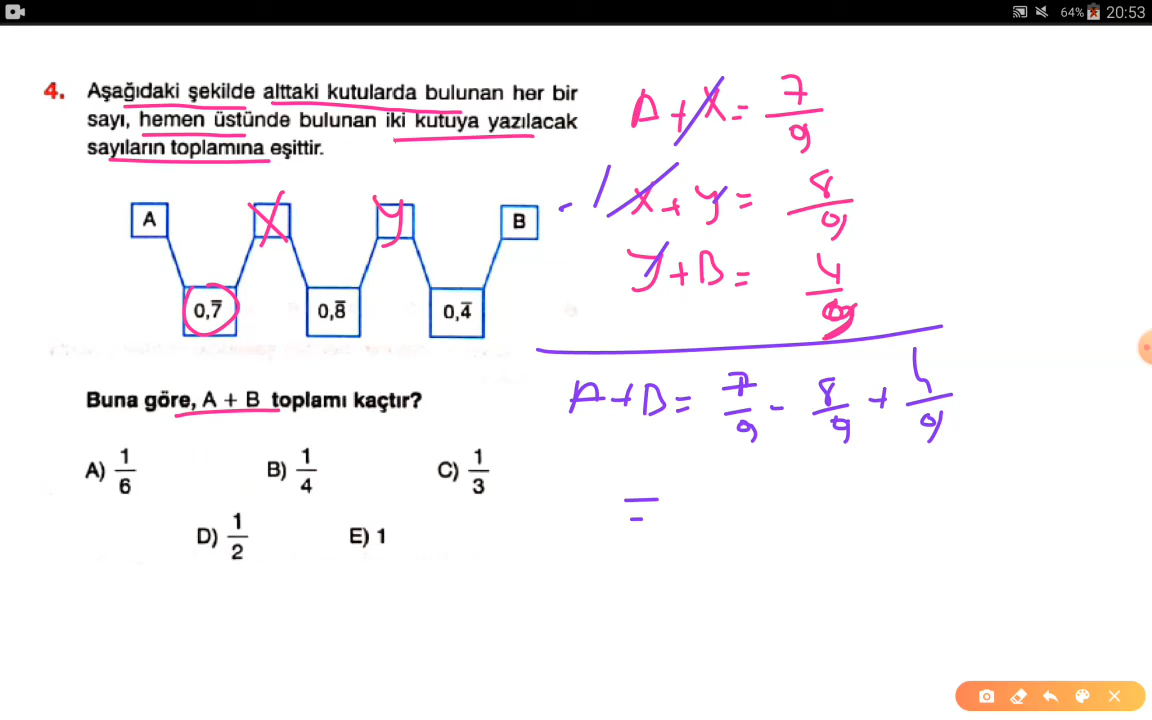 64% 20:53
4. Aşağıdaki şekilde alttaki kutularda bulunan her bir
sayı, hemen üstünde bulunan iki kutuya yazılacak
sayıların toplamına eşittir.
A x y B
0,7̅ 0,8̅ 0,4̅
Buna göre, A + B toplamı kaçtır?
A) 1/6 B) 1/4 C) 1/3
D) 1/2 E) 1
A + x = 7/9
-1 x + y = 8/9
y + B = 4/9
A + B = 7/9 - 8/9 + 4/9
=